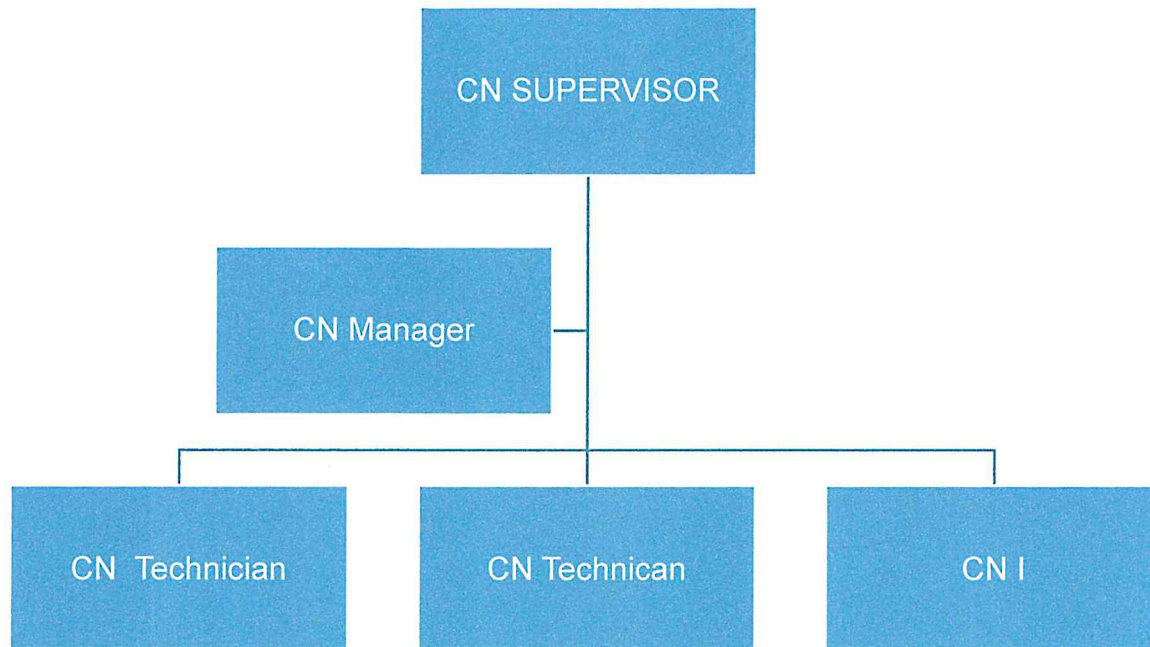 CN SUPERVISOR
CN Manager
CN Technician
CN Technican
CN I